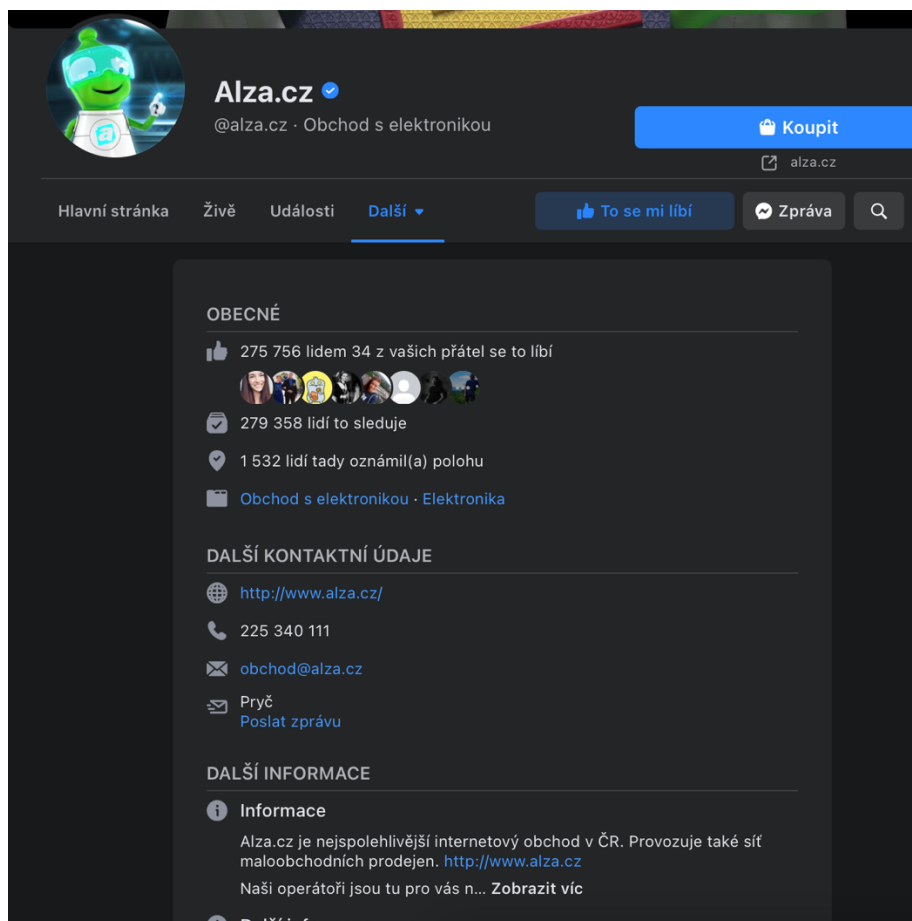 Alza.cz
@alza.cz · Obchod s elektronikou
Koupit
alza.cz
Hlavní stránka
Živě
Události
Další
To se mi líbí
Zpráva
OBECNÉ
275 756 lidem 34 z vašich přátel se to líbí
279 358 lidí to sleduje
1 532 lidí tady oznámil(a) polohu
Obchod s elektronikou · Elektronika
DALŠÍ KONTAKTNÍ ÚDAJE
http://www.alza.cz/
225 340 111
obchod@alza.cz
Pryč
Poslat zprávu
DALŠÍ INFORMACE
Informace
Alza.cz je nejspolehlivější internetový obchod v ČR. Provozuje také síť
maloobchodních prodejen. http://www.alza.cz
Naši operátoři jsou tu pro vás n... Zobrazit víc